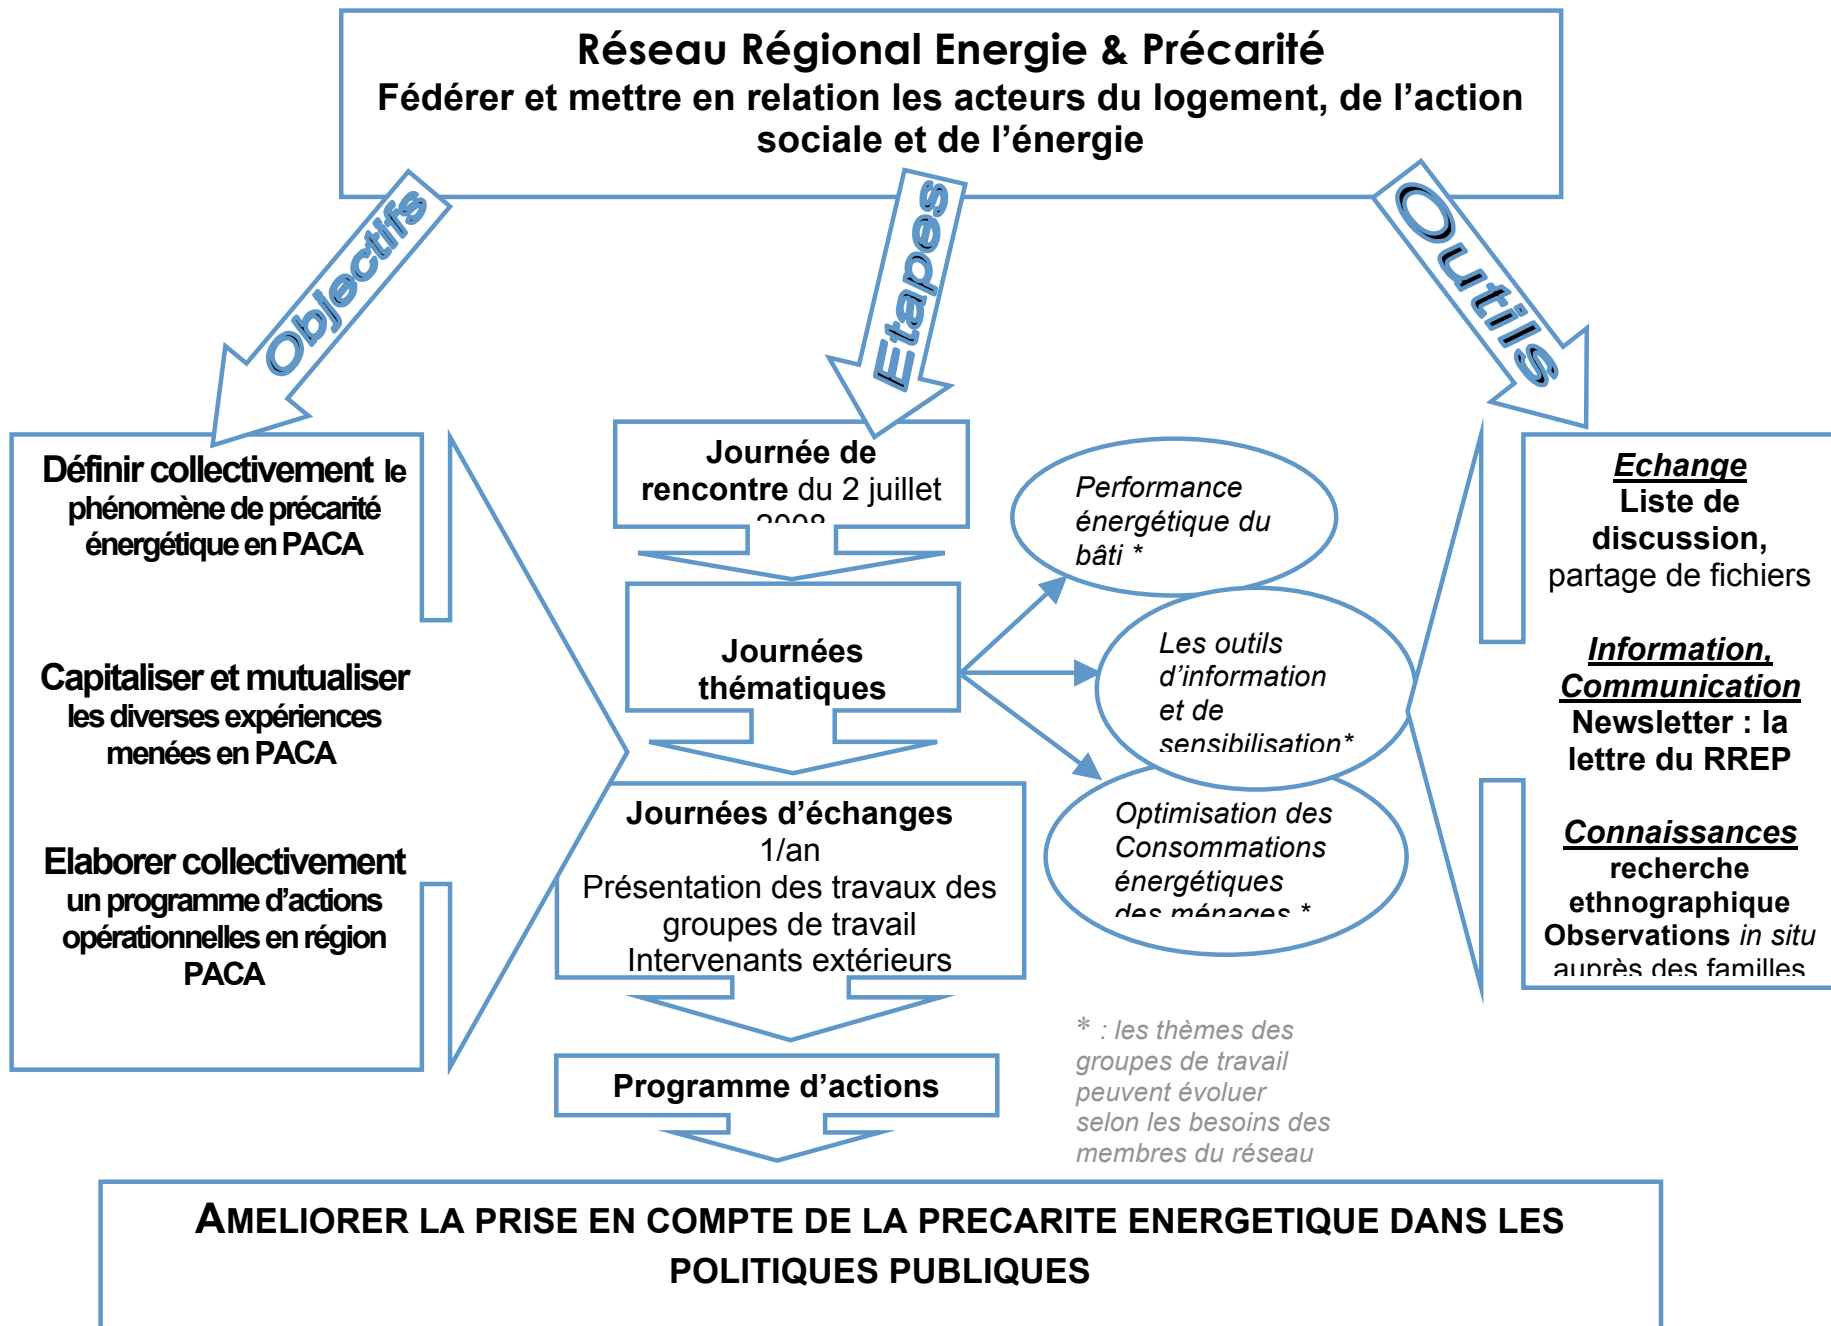 Réseau Régional Energie & Précarité
Fédérer et mettre en relation les acteurs du logement, de l’action
sociale et de l’énergie
Objectifs
Etapes
Outils
Définir collectivement le
phénomène de précarité
énergétique en PACA
Capitaliser et mutualiser
les diverses expériences
menées en PACA
Elaborer collectivement
un programme d’actions
opérationnelles en région
PACA
Journée de
rencontre du 2 juillet
2008
Journées
thématiques
Journées d’échanges
1/an
Présentation des travaux des
groupes de travail
Intervenants extérieurs
Programme d’actions
Performance
énergétique du
bâti *
Les outils
d’information
et de
sensibilisation*
Optimisation des
Consommations
énergétiques
des ménages *
* : les thèmes des
groupes de travail
peuvent évoluer
selon les besoins des
membres du réseau
Echange
Liste de
discussion,
partage de fichiers
Information,
Communication
Newsletter : la
lettre du RREP
Connaissances
recherche
ethnographique
Observations in situ
auprès des familles
AMELIORER LA PRISE EN COMPTE DE LA PRECARITE ENERGETIQUE DANS LES
POLITIQUES PUBLIQUES